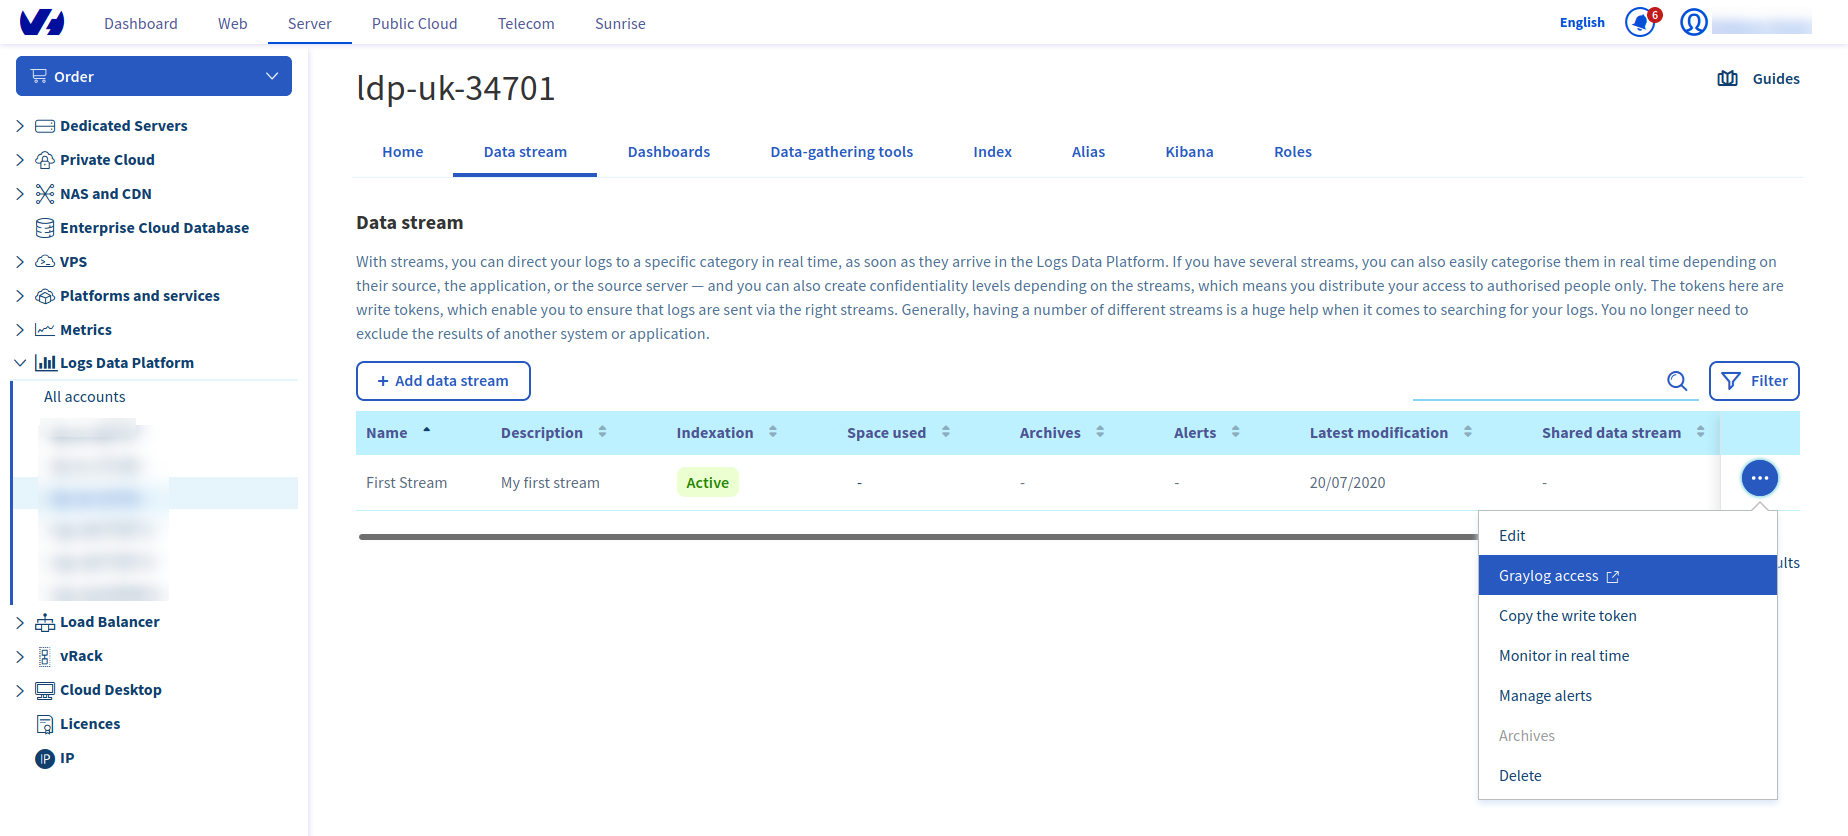 Dashboard Web Server Public Cloud Telecom Sunrise English 6
Order
Dedicated Servers
Private Cloud
NAS and CDN
Enterprise Cloud Database
VPS
Platforms and services
Metrics
Logs Data Platform
All accounts
Load Balancer
vRack
Cloud Desktop
Licences
IP IP
ldp-uk-34701
Guides
Home Data stream Dashboards Data-gathering tools Index Alias Kibana Roles
Data stream
With streams, you can direct your logs to a specific category in real time, as soon as they arrive in the Logs Data Platform. If you have several streams, you can also easily categorise them in real time depending on
their source, the application, or the source server — and you can also create confidentiality levels depending on the streams, which means you distribute your access to authorised people only. The tokens here are
write tokens, which enable you to ensure that logs are sent via the right streams. Generally, having a number of different streams is a huge help when it comes to searching for your logs. You no longer need to
exclude the results of another system or application.
+ Add data stream
Filter
Name Description Indexation Space used Archives Alerts Latest modification Shared data stream
First Stream My first stream Active - - - 20/07/2020 -
Edit
Graylog access
Copy the write token
Monitor in real time
Manage alerts
Archives
Delete